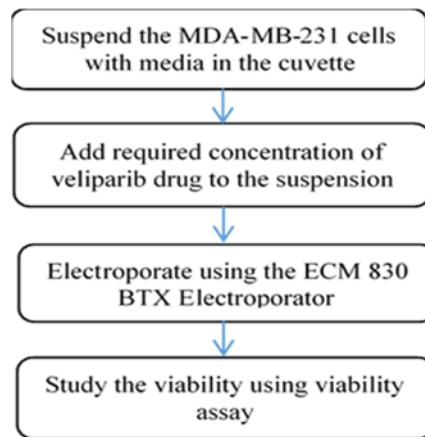 Suspend the MDA-MB-231 cells
with media in the cuvette
Add required concentration of
veliparib drug to the suspension
Electroporate using the ECM 830
BTX Electroporator
Study the viability using viability
assay